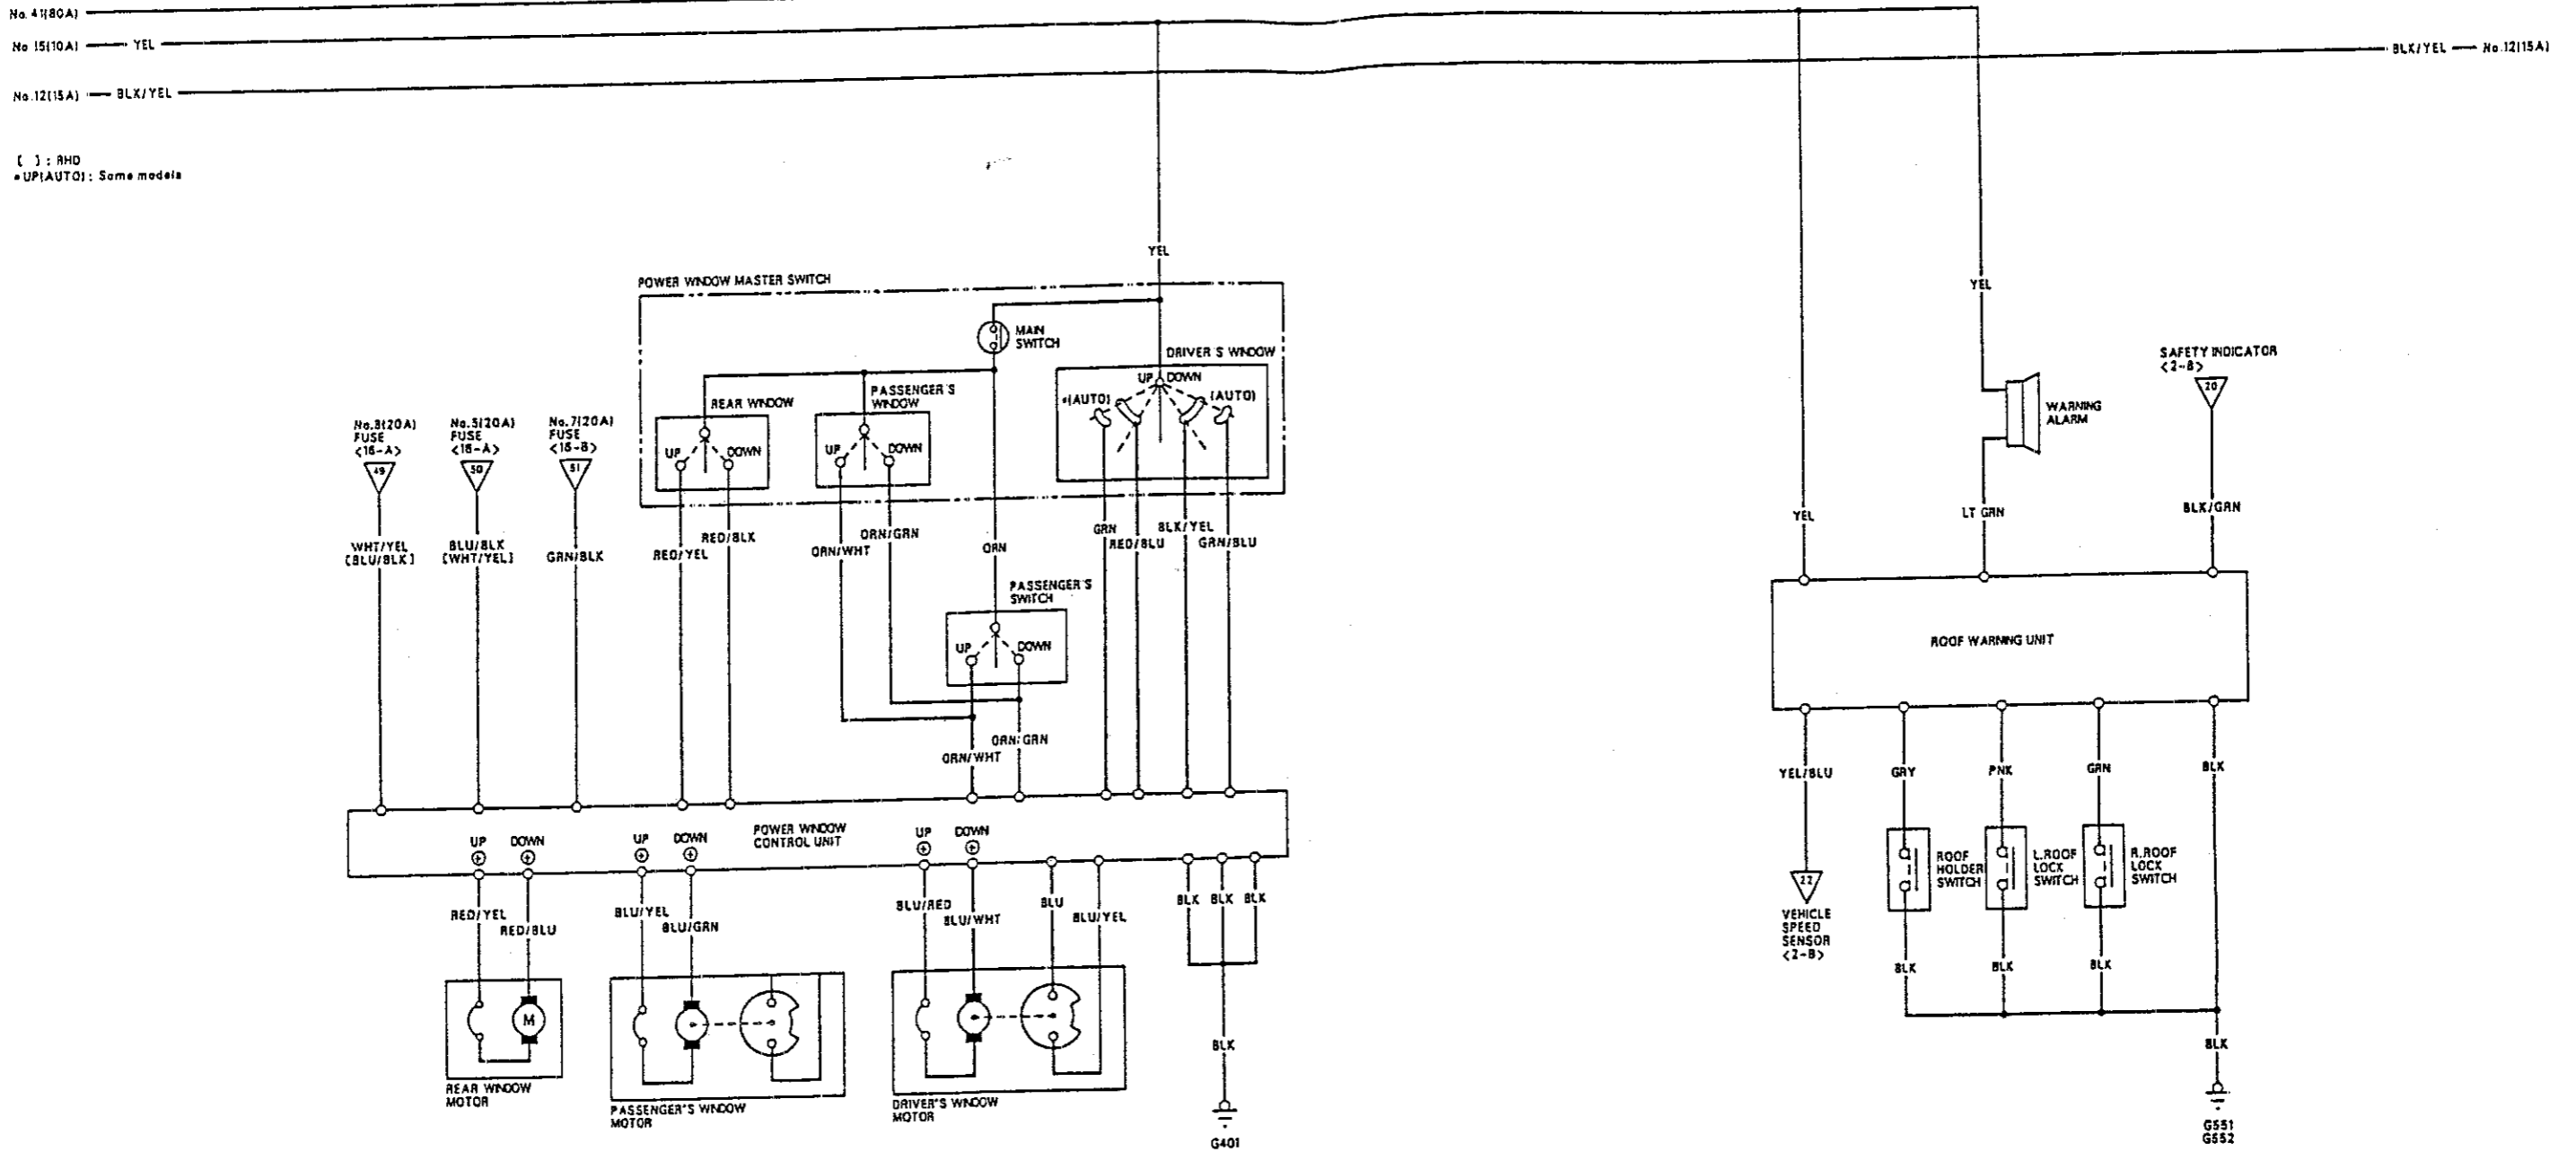 No. 41(80A)
No 15(10A) YEL
BLK/YEL No.12(15A)
No.12(15A) BLK/YEL
[ ] : RHD
*UP(AUTO) : Some models
YEL
POWER WINDOW MASTER SWITCH
YEL
MAIN
SWITCH
DRIVER S WINDOW
UP DOWN
*(AUTO) (AUTO)
PASSENGER'S
WINDOW
UP DOWN
REAR WINDOW
UP DOWN
SAFETY INDICATOR
<2-B>
20
WARNING
ALARM
No.8(20A)
FUSE
<16-A>
49
No.5(20A)
FUSE
<16-A>
50
No.7(20A)
FUSE
<16-B>
51
WHT/YEL
[BLU/BLK]
BLU/BLK
[WHT/YEL]
GRN/BLK
RED/YEL
RED/BLK
ORN/WHT
ORN/GRN
ORN
GRN
RED/BLU
BLK/YEL
GRN/BLU
YEL
LT GRN
BLK/GRN
PASSENGER'S
SWITCH
UP DOWN
ORN/WHT
ORN/GRN
ROOF WARNING UNIT
POWER WINDOW
CONTROL UNIT
UP DOWN
UP DOWN
UP DOWN
YEL/BLU
GRY
PNK
GRN
BLK
RED/YEL
RED/BLU
BLU/YEL
BLU/GRN
BLU/RED
BLU/WHT
BLU
BLU/YEL
BLK BLK BLK
22
VEHICLE
SPEED
SENSOR
<2-B>
ROOF
HOLDER
SWITCH
L.ROOF
LOCK
SWITCH
R.ROOF
LOCK
SWITCH
BLK
BLK
BLK
M
REAR WINDOW
MOTOR
PASSENGER'S WINDOW
MOTOR
DRIVER'S WINDOW
MOTOR
BLK
G401
BLK
G551
G552